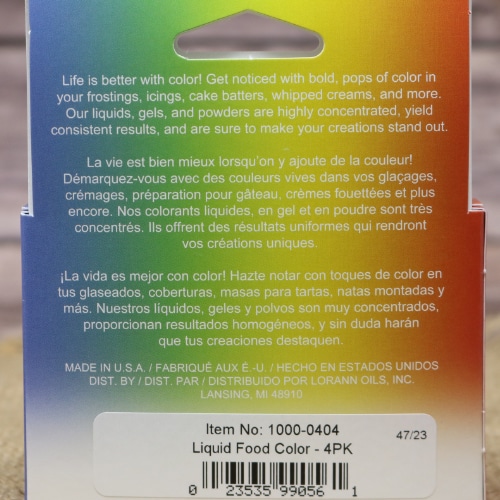 Life is better with color! Get noticed with bold, pops of color in
your frostings, icings, cake batters, whipped creams, and more.
Our liquids, gels, and powders are highly concentrated, yield
consistent results, and are sure to make your creations stand out.
La vie est bien mieux lorsqu'on y ajoute de la couleur!
Démarquez-vous avec des couleurs vives dans vos glaçages,
crémages, préparation pour gâteau, crèmes fouettées et plus
encore. Nos colorants liquides, en gel et en poudre sont très
concentrés. Ils offrent des résultats uniformes qui rendront
vos créations uniques.
¡La vida es mejor con color! Hazte notar con toques de color en
tus glaseados, coberturas, masas para tartas, natas montadas y
más. Nuestros líquidos, geles y polvos son muy concentrados,
proporcionan resultados homogéneos, y sin duda harán
que tus creaciones destaquen.
MADE IN U.S.A. / FABRIQUÉ AUX É.-U. / HECHO EN ESTADOS UNIDOS
DIST. BY / DIST. PAR / DISTRIBUIDO POR LORANN OILS, INC.
LANSING, MI 48910
Item No: 1000-0404
Liquid Food Color - 4PK
47/23
0 23535 99056 1